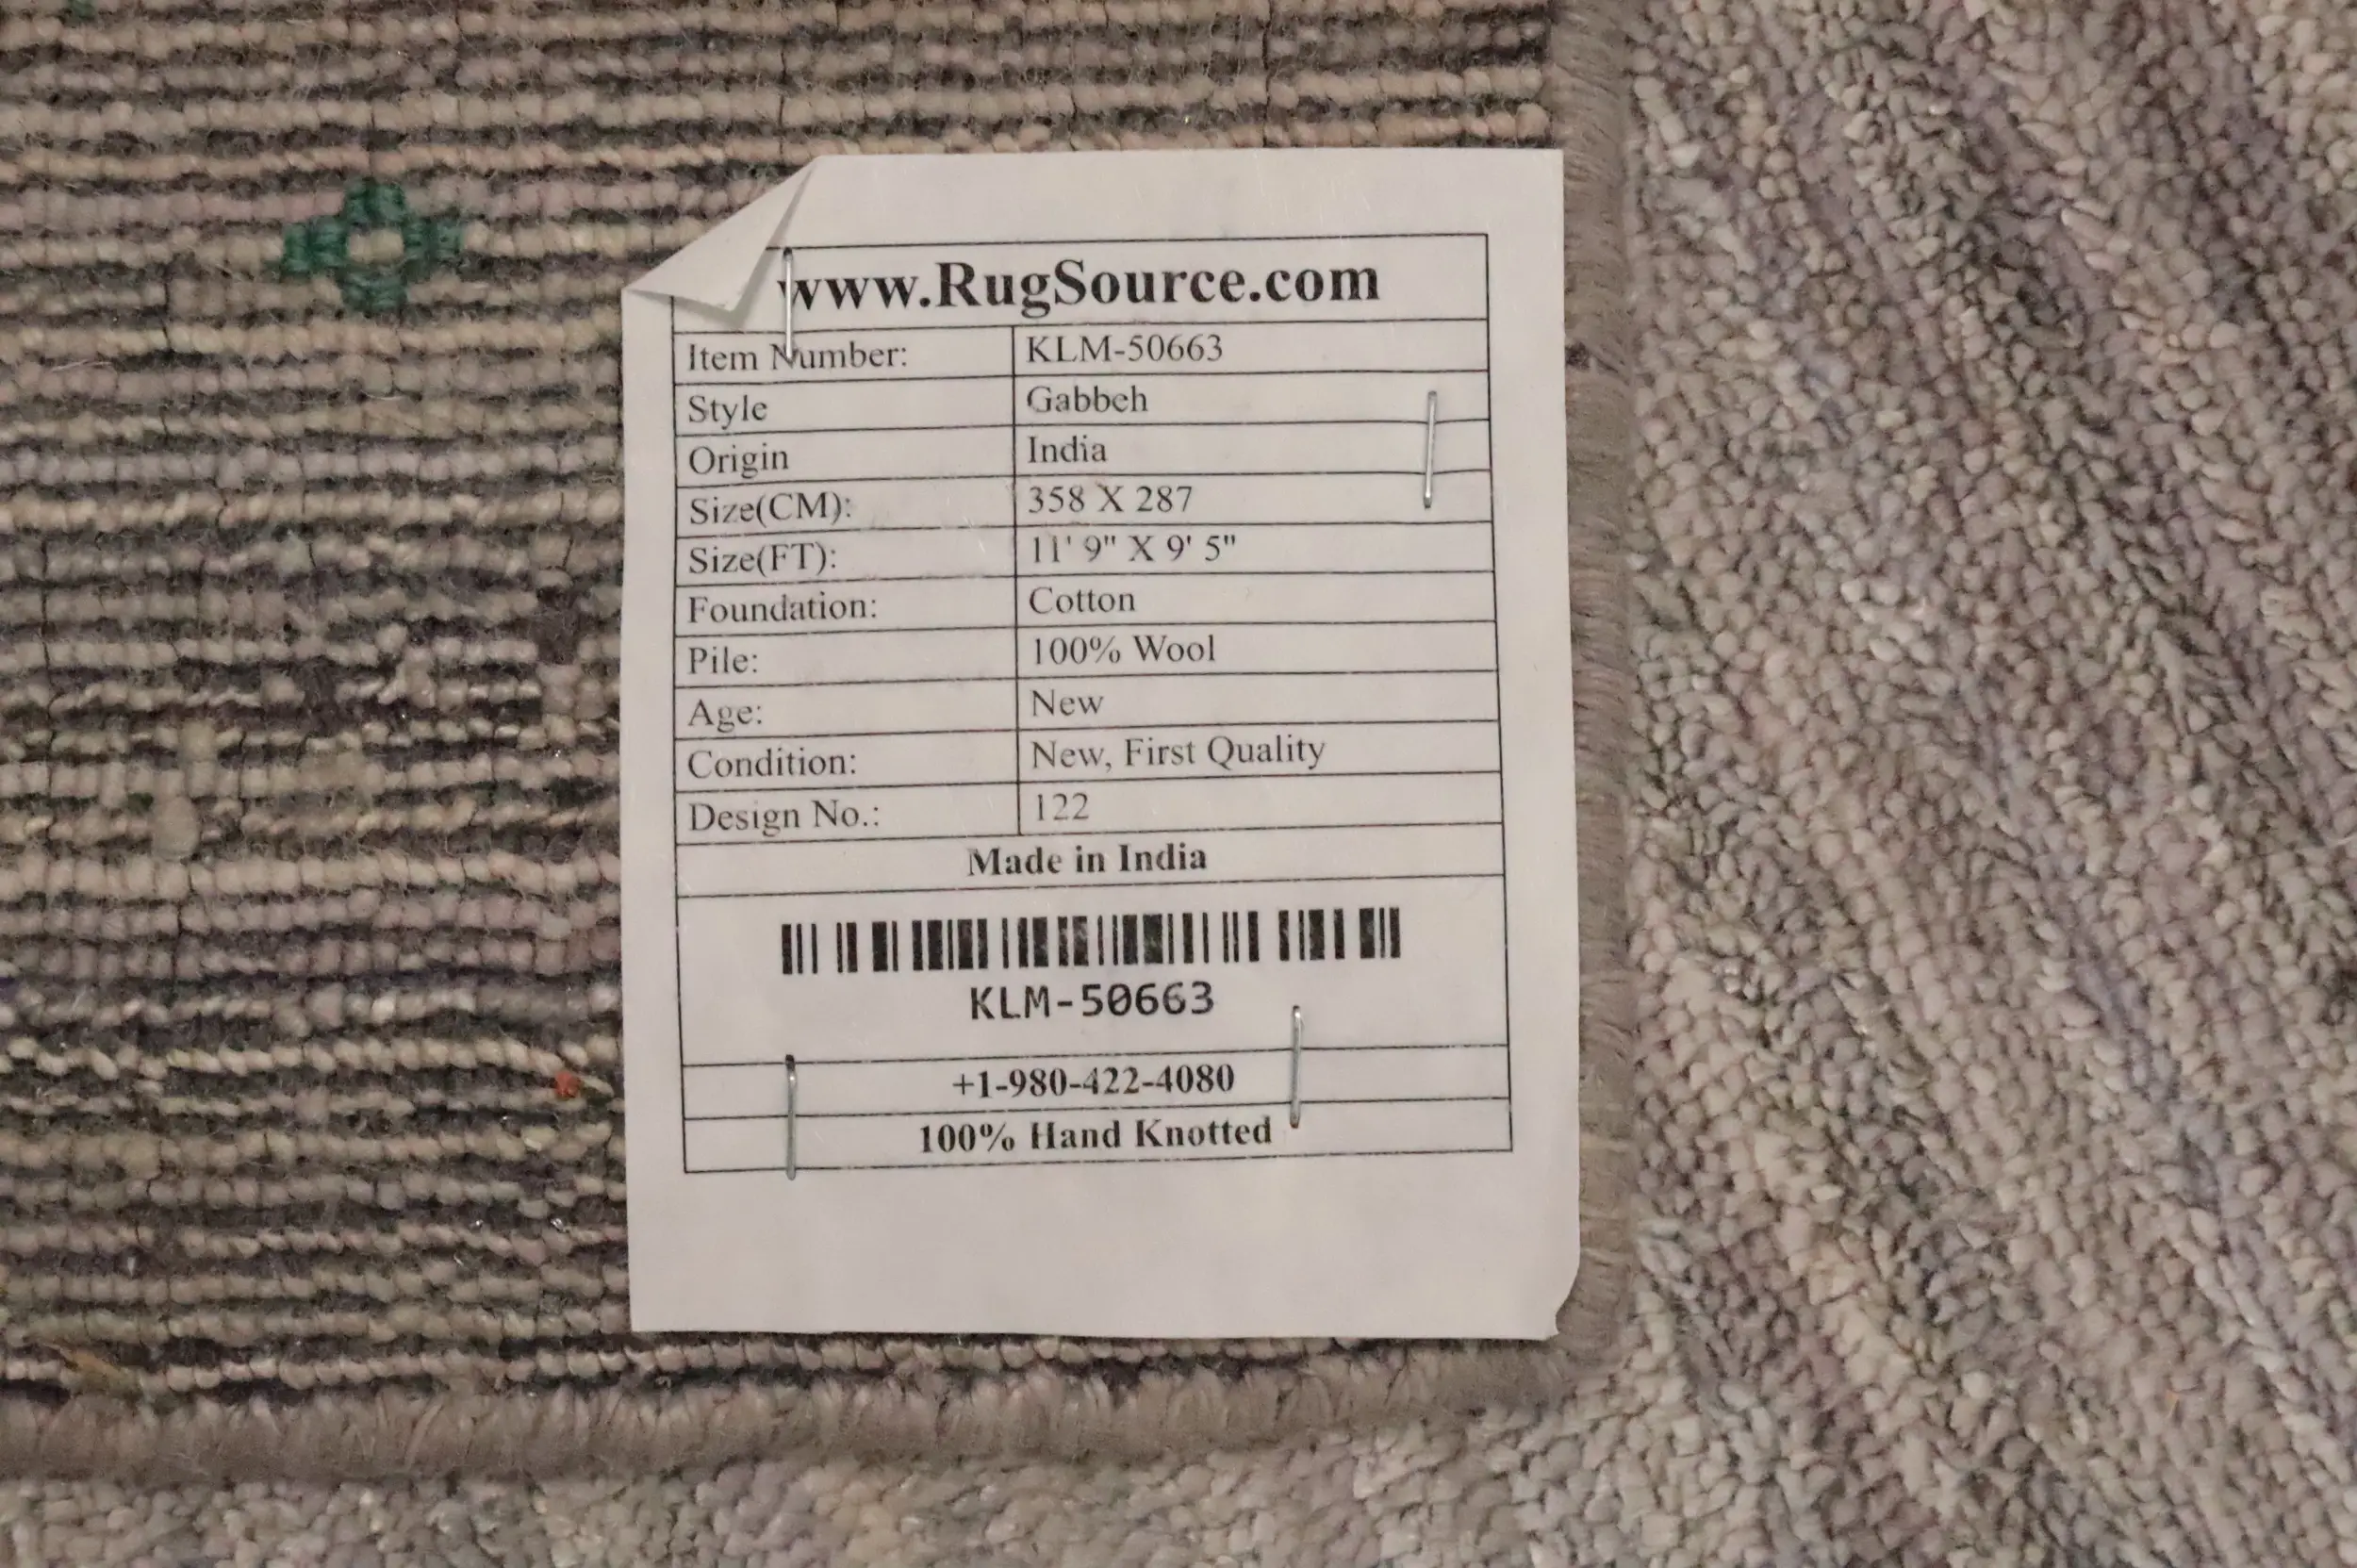 www.RugSource.com
Item Number: KLM-50663
Style Gabbeh
Origin India
Size(CM): 358 X 287
Size(FT): 11' 9" X 9' 5"
Foundation: Cotton
Pile: 100% Wool
Age: New
Condition: New, First Quality
Design No.: 122
Made in India
KLM-50663
+1-980-422-4080
100% Hand Knotted